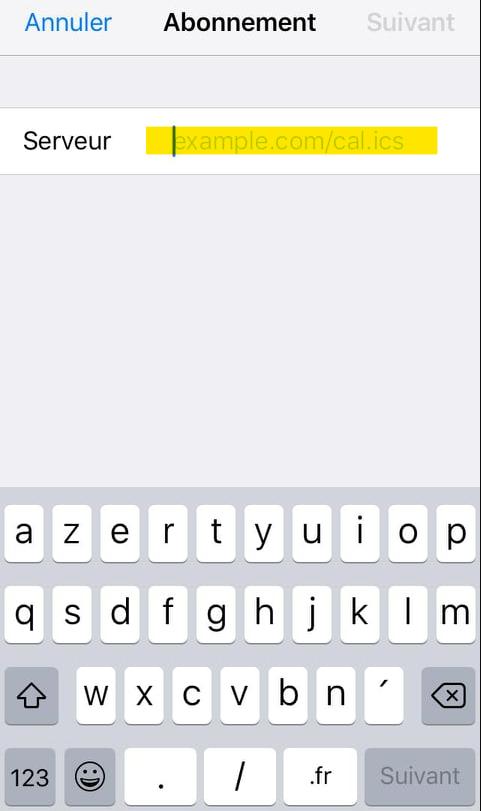 Annuler Abonnement Suivant
Serveur example.com/cal.ics
a z e r t y u i o p
q s d f g h j k l m
w x c v b n ´
123 . / .fr Suivant